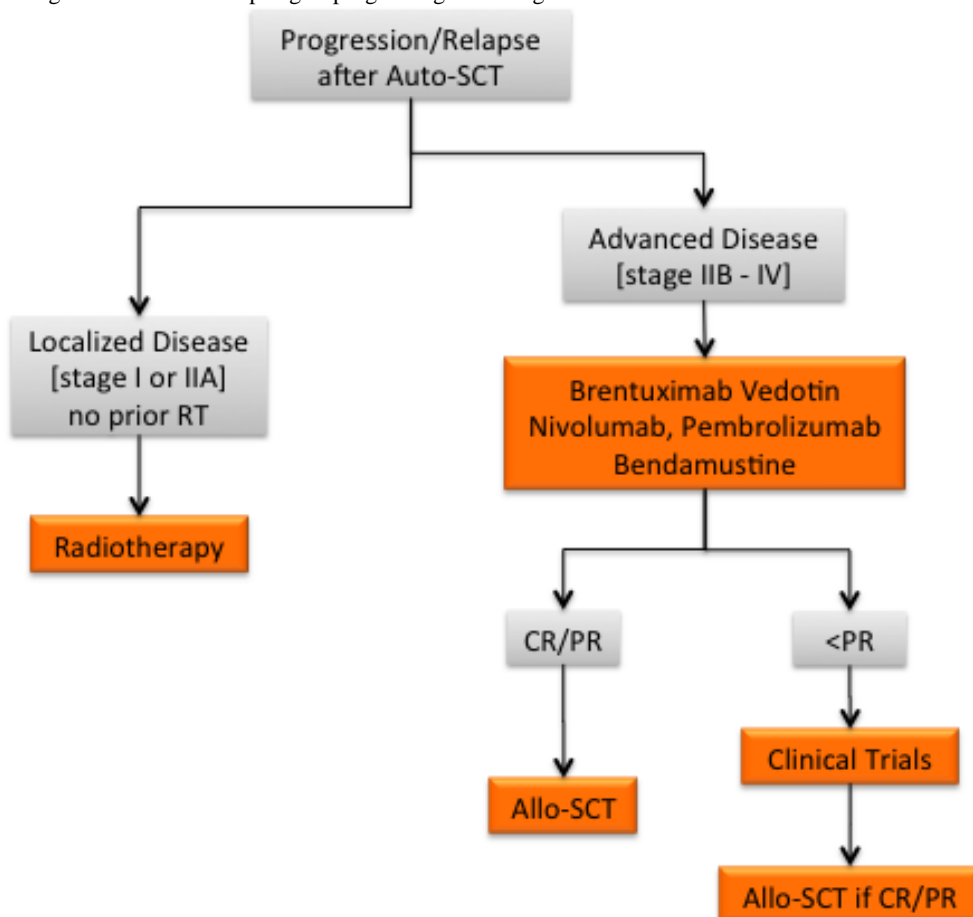 Progression/Relapse
after Auto-SCT
Advanced Disease
[stage IIB - IV]
Localized Disease
[stage I or IIA]
no prior RT
Brentuximab Vedotin
Nivolumab, Pembrolizumab
Bendamustine
Radiotherapy
CR/PR
<PR
Clinical Trials
Allo-SCT
Allo-SCT if CR/PR